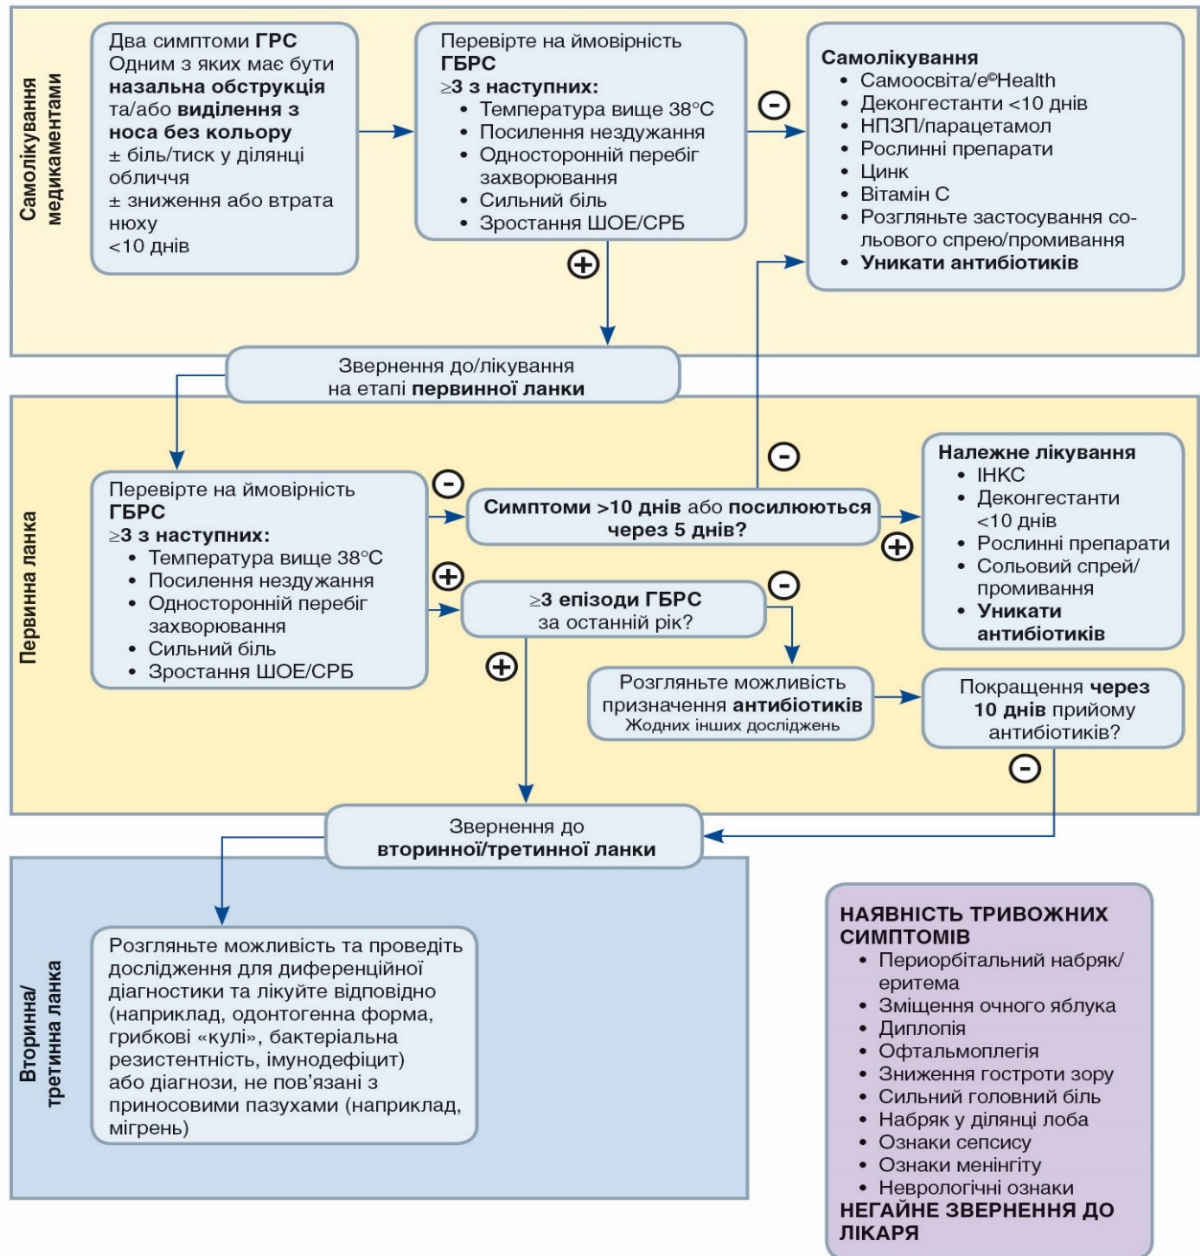 Самолікування
медикаментами
Два симптоми ГРС
Одним з яких має бути
назальна обструкція
та/або виділення з
носа без кольору
± біль/тиск у ділянці
обличчя
± зниження або втрата
нюху
<10 днів
Перевірте на ймовірність
ГБРС
≥3 з наступних:
• Температура вище 38°C
• Посилення нездужання
• Односторонній перебіг
захворювання
• Сильний біль
• Зростання ШОЕ/СРБ
-
+
Самолікування
• Самоосвіта/e©Health
• Деконгестанти <10 днів
• НПЗП/парацетамол
• Рослинні препарати
• Цинк
• Вітамін С
• Розгляньте застосування со-
льового спрею/промивання
• Уникати антибіотиків
Звернення до/лікування
на етапі первинної ланки
Первинна ланка
Перевірте на ймовірність
ГБРС
≥3 з наступних:
• Температура вище 38°C
• Посилення нездужання
• Односторонній перебіг
захворювання
• Сильний біль
• Зростання ШОЕ/СРБ
-
+
Симптоми >10 днів або посилюються
через 5 днів?
-
+
Належне лікування
• ІНКС
• Деконгестанти
<10 днів
• Рослинні препарати
• Сольовий спрей/
промивання
• Уникати
антибіотиків
≥3 епізоди ГБРС
за останній рік?
-
+
Розгляньте можливість
призначення антибіотиків
Жодних інших досліджень
Покращення через
10 днів прийому
антибіотиків?
-
Звернення до
вторинної/третинної ланки
Вторинна/
третинна ланка
Розгляньте можливість та проведіть
дослідження для диференційної
діагностики та лікуйте відповідно
(наприклад, одонтогенна форма,
грибкові «кулі», бактеріальна
резистентність, імунодефіцит)
або діагнози, не пов’язані з
приносовими пазухами (наприклад,
мігрень)
НАЯВНІСТЬ ТРИВОЖНИХ
СИМПТОМІВ
• Периорбітальний набряк/
еритема
• Зміщення очного яблука
• Диплопія
• Офтальмоплегія
• Зниження гостроти зору
• Сильний головний біль
• Набряк у ділянці лоба
• Ознаки сепсису
• Ознаки менінгіту
• Неврологічні ознаки
НЕГАЙНЕ ЗВЕРНЕННЯ ДО
ЛІКАРЯ